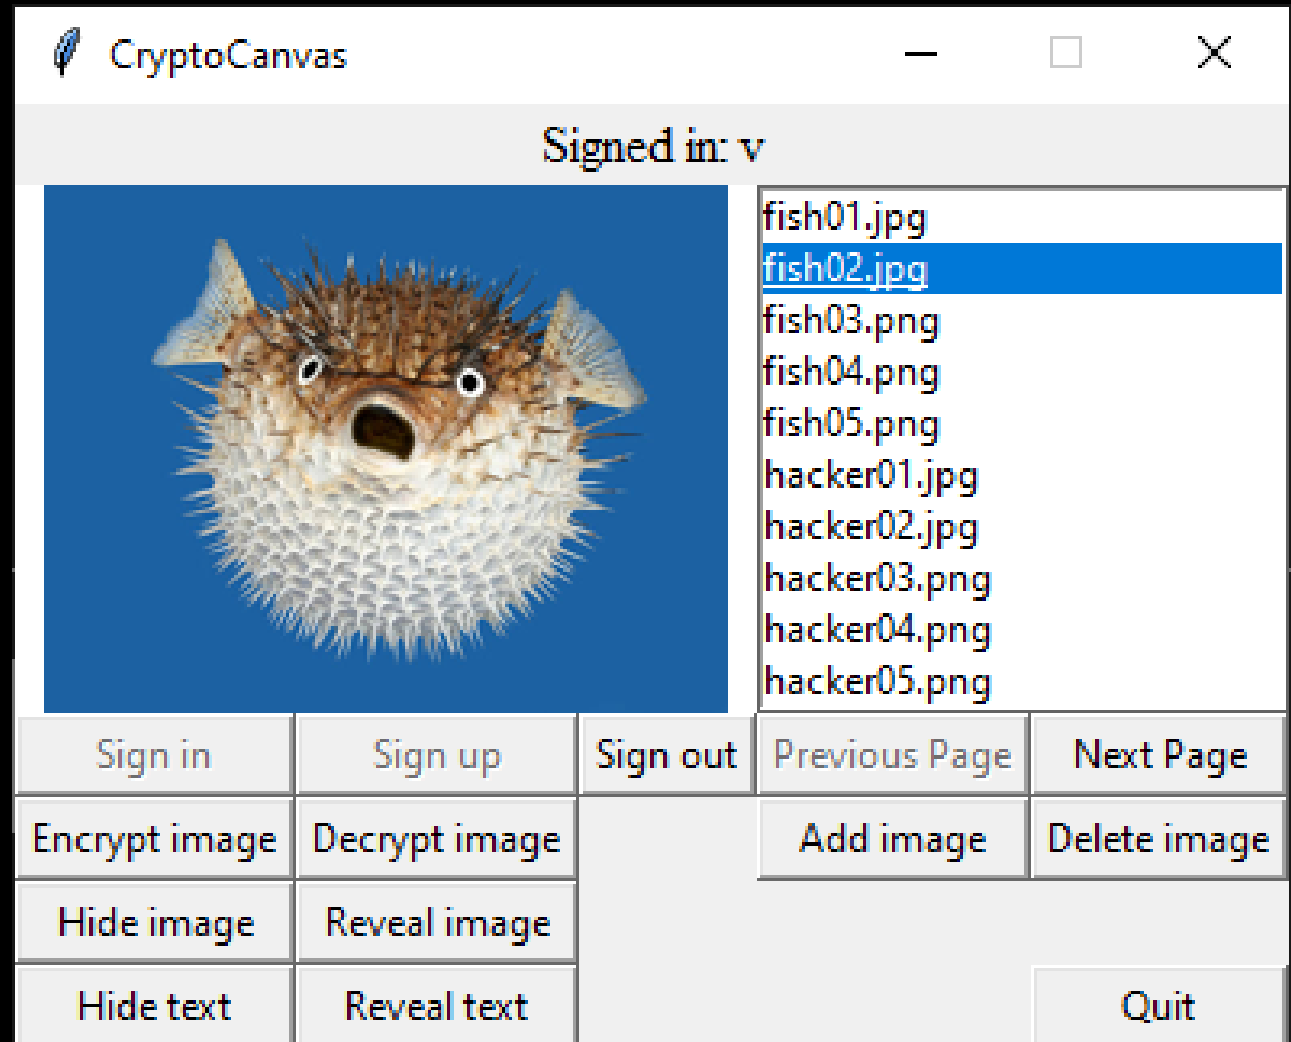 CryptoCanvas
Signed in: v
fish01.jpg
fish02.jpg
fish03.png
fish04.png
fish05.png
hacker01.jpg
hacker02.jpg
hacker03.png
hacker04.png
hacker05.png
Sign in Sign up Sign out Previous Page Next Page
Encrypt image Decrypt image Add image Delete image
Hide image Reveal image
Hide text Reveal text Quit